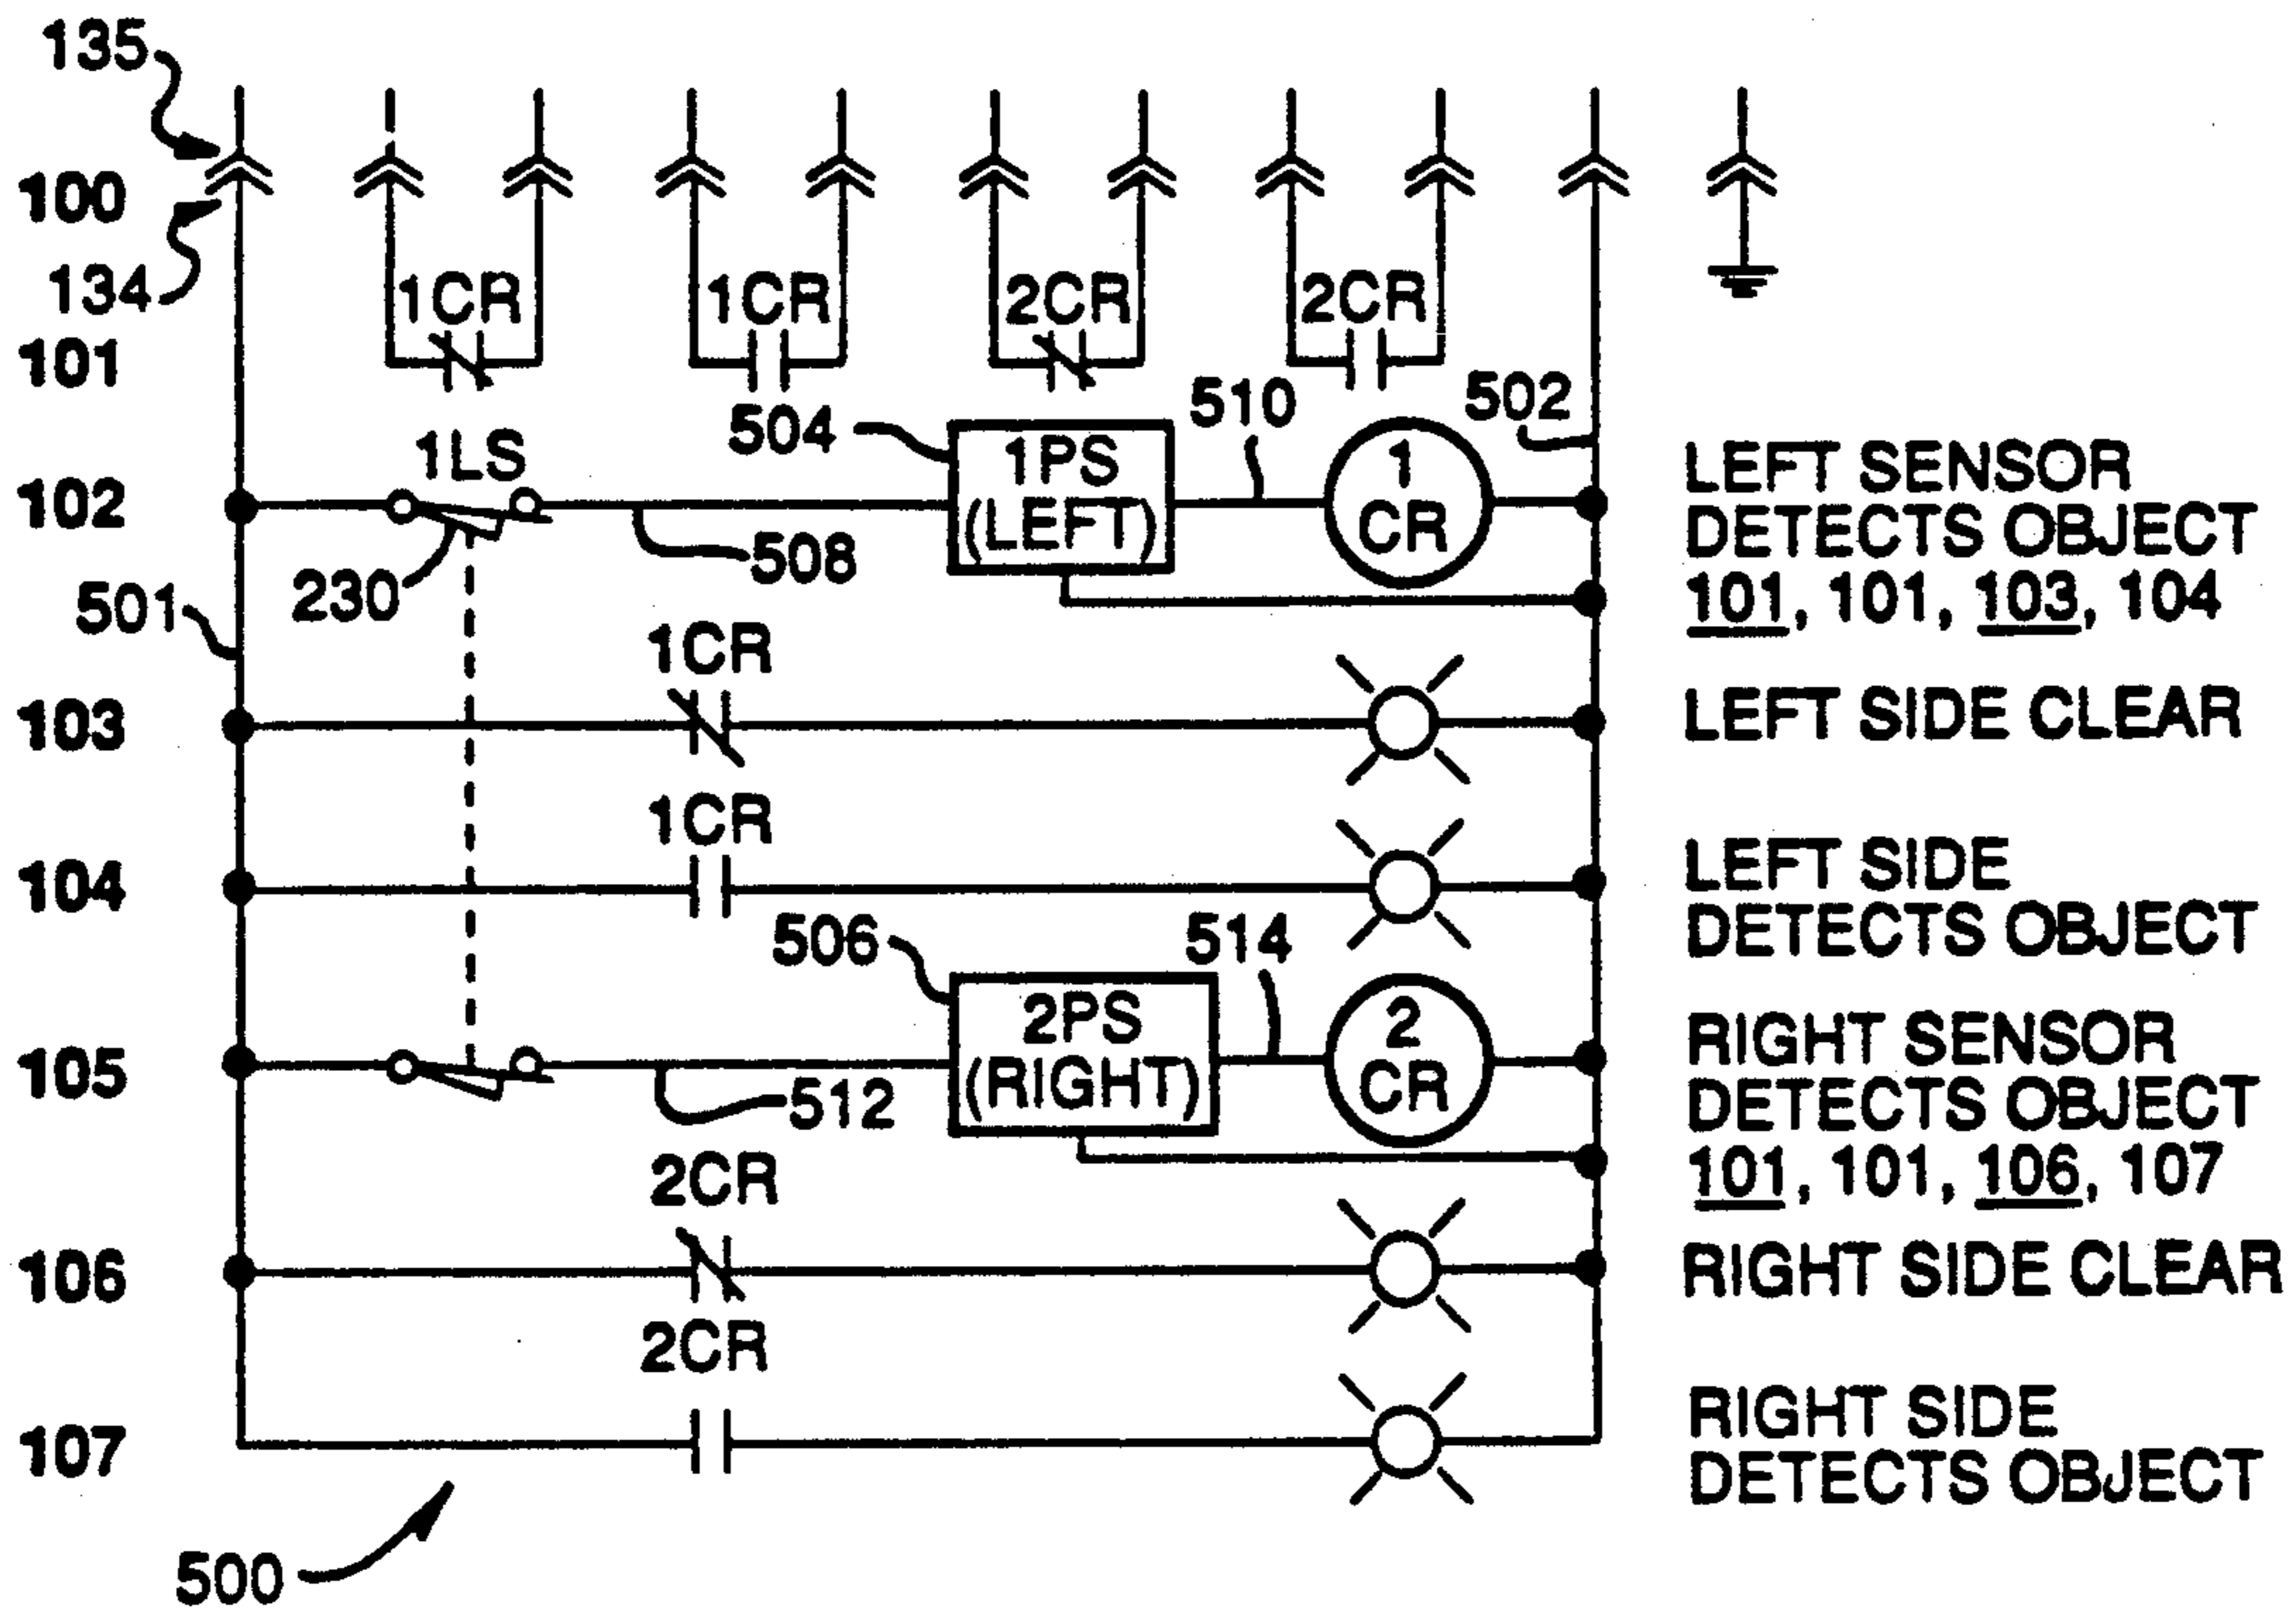 135
100
134
1CR
1CR
2CR
2CR
101
504
510
502
1LS
1PS
(LEFT)
1
CR
LEFT SENSOR
DETECTS OBJECT
101, 101, 103, 104
102
508
230
501
1CR
103
LEFT SIDE CLEAR
1CR
104
LEFT SIDE
DETECTS OBJECT
506
514
2PS
(RIGHT)
2
CR
RIGHT SENSOR
DETECTS OBJECT
101, 101, 106, 107
105
512
2CR
106
RIGHT SIDE CLEAR
2CR
107
RIGHT SIDE
DETECTS OBJECT
500